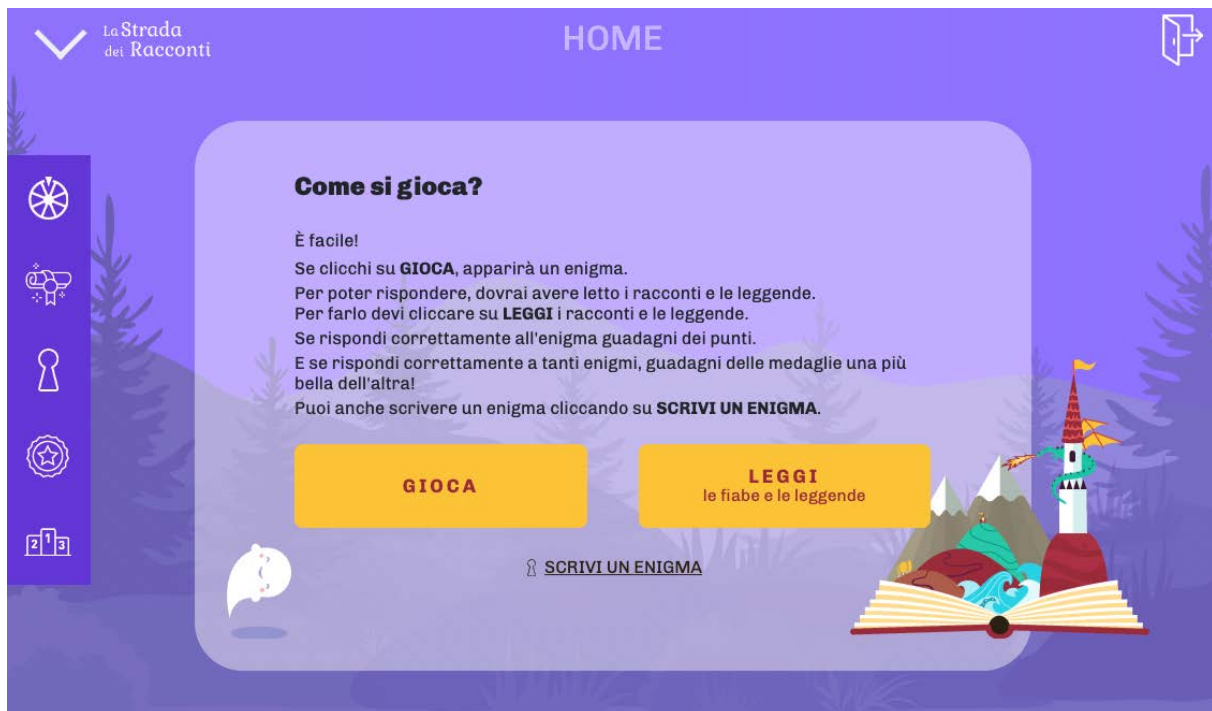 La Strada
dei Racconti
HOME
Come si gioca?
È facile!
Se clicchi su GIOCA, apparirà un enigma.
Per poter rispondere, dovrai avere letto i racconti e le leggende.
Per farlo devi cliccare su LEGGI i racconti e le leggende.
Se rispondi correttamente all'enigma guadagni dei punti.
E se rispondi correttamente a tanti enigmi, guadagni delle medaglie una più
bella dell'altra!
Puoi anche scrivere un enigma cliccando su SCRIVI UN ENIGMA.
GIOCA
LEGGI
le fiabe e le leggende
SCRIVI UN ENIGMA
2 1 3